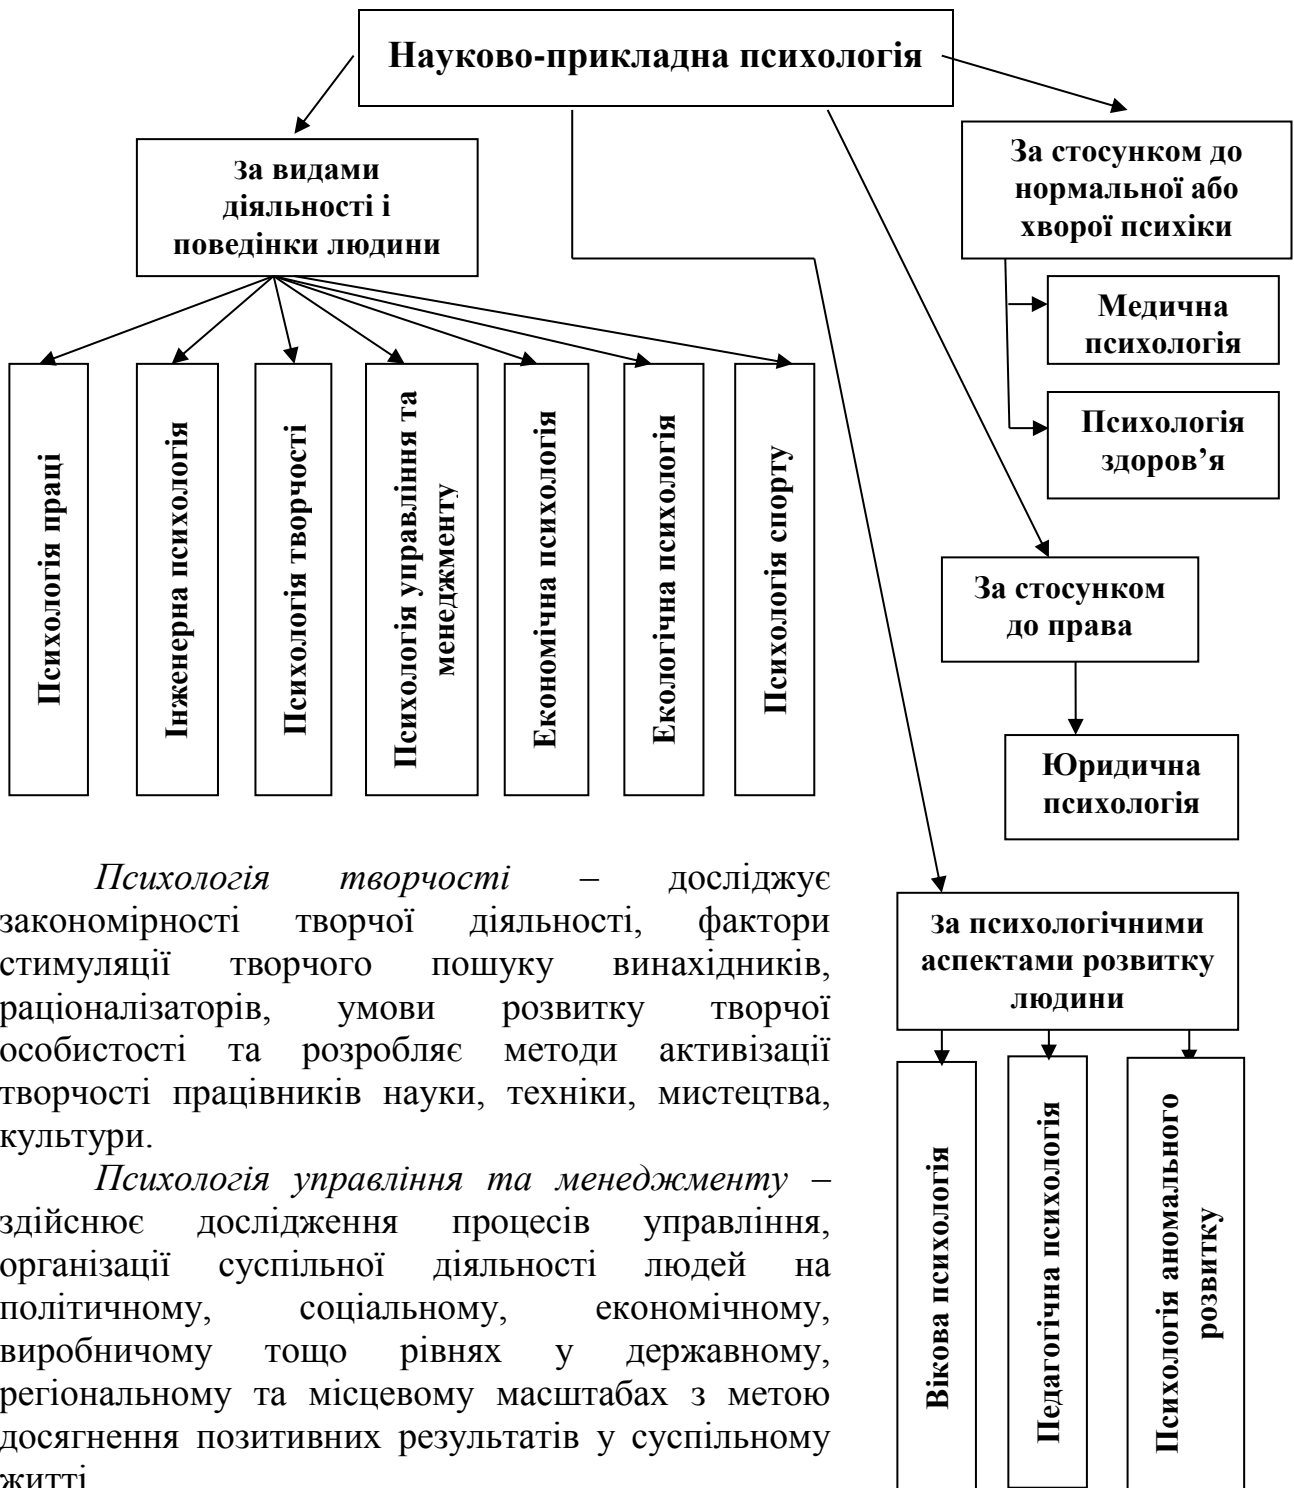 Науково-прикладна психологія
За видами
діяльності і
поведінки людини
За стосунком до
нормальної або
хворої психіки
Медична
психологія
Психологія
здоров’я
Психологія праці
Інженерна психологія
Психологія творчості
Психологія управління та
менеджменту
Економічна психологія
Екологічна психологія
Психологія спорту
За стосунком
до права
Юридична
психологія
Психологія творчості – досліджує
закономірності творчої діяльності, фактори
стимуляції творчого пошуку винахідників,
раціоналізаторів, умови розвитку творчої
особистості та розробляє методи активізації
творчості працівників науки, техніки, мистецтва,
культури.
Психологія управління та менеджменту –
здійснює дослідження процесів управління,
організації суспільної діяльності людей на
політичному, соціальному, економічному,
виробничому тощо рівнях у державному,
регіональному та місцевому масштабах з метою
досягнення позитивних результатів у суспільному
житті
За психологічними
аспектами розвитку
людини
Вікова психологія
Педагогічна психологія
Психологія аномального
розвитку